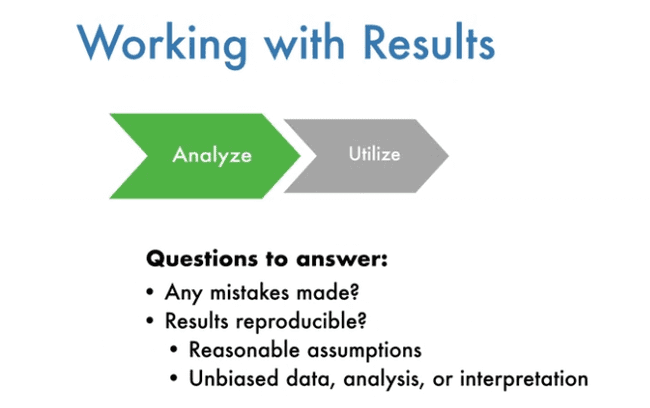 Working with Results
Analyze
Utilize
Questions to answer:
• Any mistakes made?
• Results reproducible?
• Reasonable assumptions
• Unbiased data, analysis, or interpretation